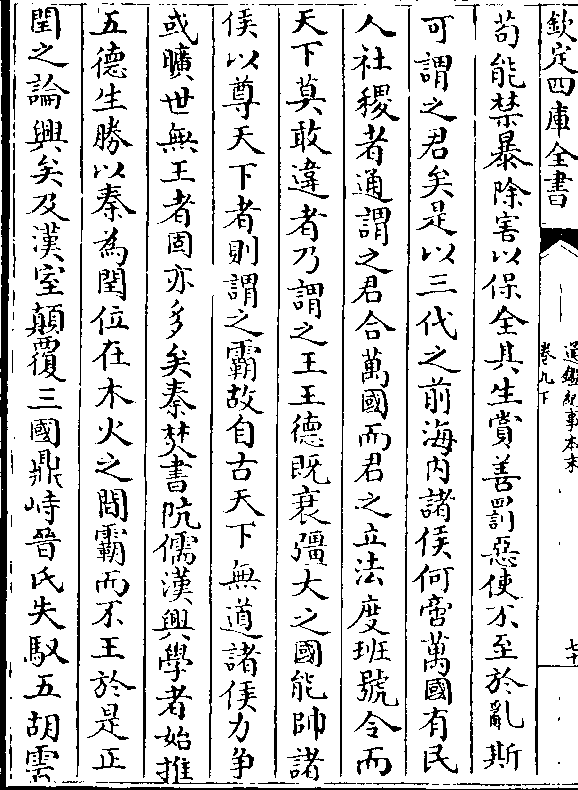 欽定四庫全書
通鑑紀事本末
卷九下
七十
苟能禁暴除害以保全其生賞善罰惡使不至於亂斯
可謂之君矣是以三代之前海内諸侯何啻萬國有民
人社稷者通謂之君合萬國而君之立法度班號令而
天下莫敢違者乃謂之王王德既衰彊大之國能帥諸
侯以尊天下者則謂之霸故自古天下無道諸侯力争
或曠世無王者固亦多矣秦焚書阬儒漢興學者始推
五德生勝以秦為閏位在木火之間霸而不王於是正
閏之論興矣及漢室顛覆三國鼎峙晉氏失馭五胡雲